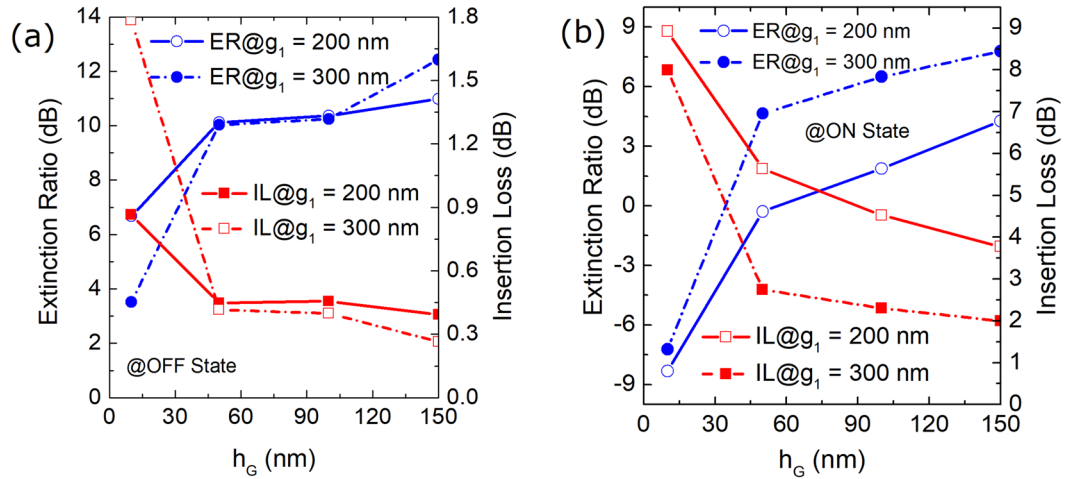 (a)
14
12
10
8
6
4
2
0
Extinction Ratio (dB)
1.8
1.5
1.2
0.9
0.6
0.3
0.0
Insertion Loss (dB)
ER@g₁ = 200 nm
ER@g₁ = 300 nm
IL@g₁ = 200 nm
IL@g₁ = 300 nm
@OFF State
0 30 60 90 120 150
h_G (nm)
(b)
9
6
3
0
-3
-6
-9
Extinction Ratio (dB)
9
8
7
6
5
4
3
2
1
0
Insertion Loss (dB)
ER@g₁ = 200 nm
ER@g₁ = 300 nm
@ON State
IL@g₁ = 200 nm
IL@g₁ = 300 nm
0 30 60 90 120 150
h_G (nm)